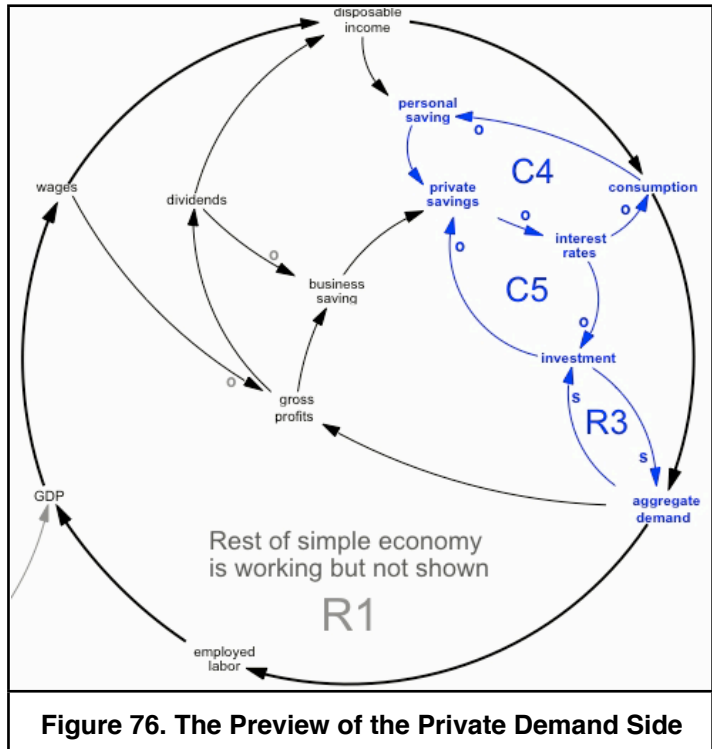 disposable
income
personal
saving
o
C4
wages
dividends
private
savings
consumption
o
o
interest
rates
o
o
business
saving
C5
o
investment
o
gross
profits
s
R3
s
GDP
aggregate
demand
Rest of simple economy
is working but not shown
R1
employed
labor
Figure 76. The Preview of the Private Demand Side